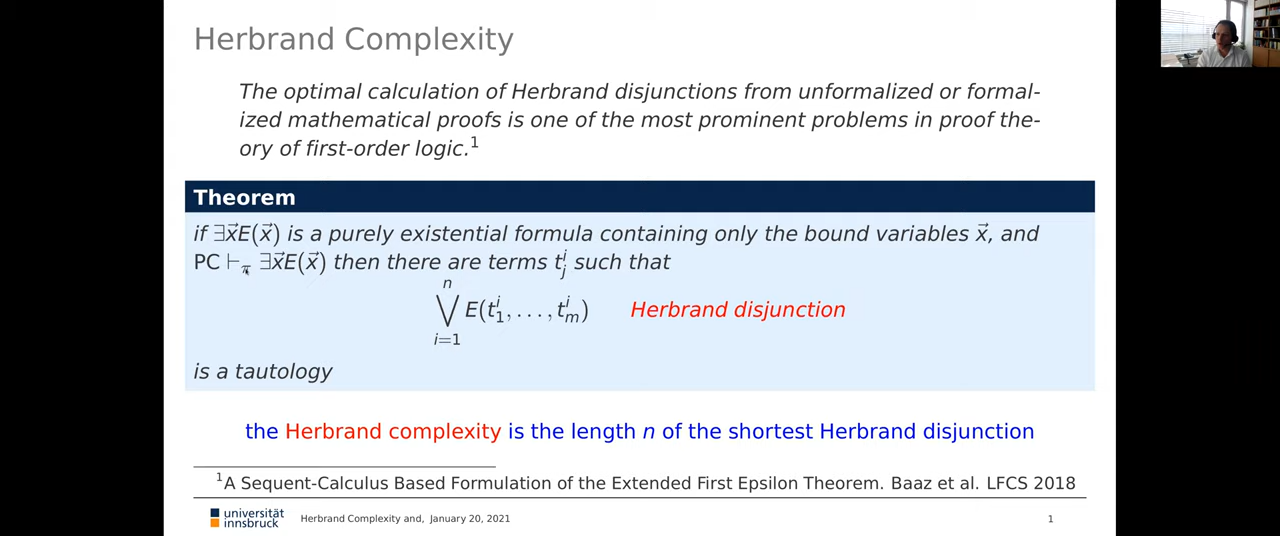 Herbrand Complexity
The optimal calculation of Herbrand disjunctions from unformalized or formal-
ized mathematical proofs is one of the most prominent problems in proof the-
ory of first-order logic.¹
Theorem
if ∃x⃗E(x⃗) is a purely existential formula containing only the bound variables x⃗, and
PC ⊢_π ∃x⃗E(x⃗) then there are terms t^i_j such that
⋁_{i=1}^{n} E(t^i_1, . . . , t^i_m) Herbrand disjunction
is a tautology
the Herbrand complexity is the length n of the shortest Herbrand disjunction
¹A Sequent-Calculus Based Formulation of the Extended First Epsilon Theorem. Baaz et al. LFCS 2018
universität
innsbruck
Herbrand Complexity and, January 20, 2021
1